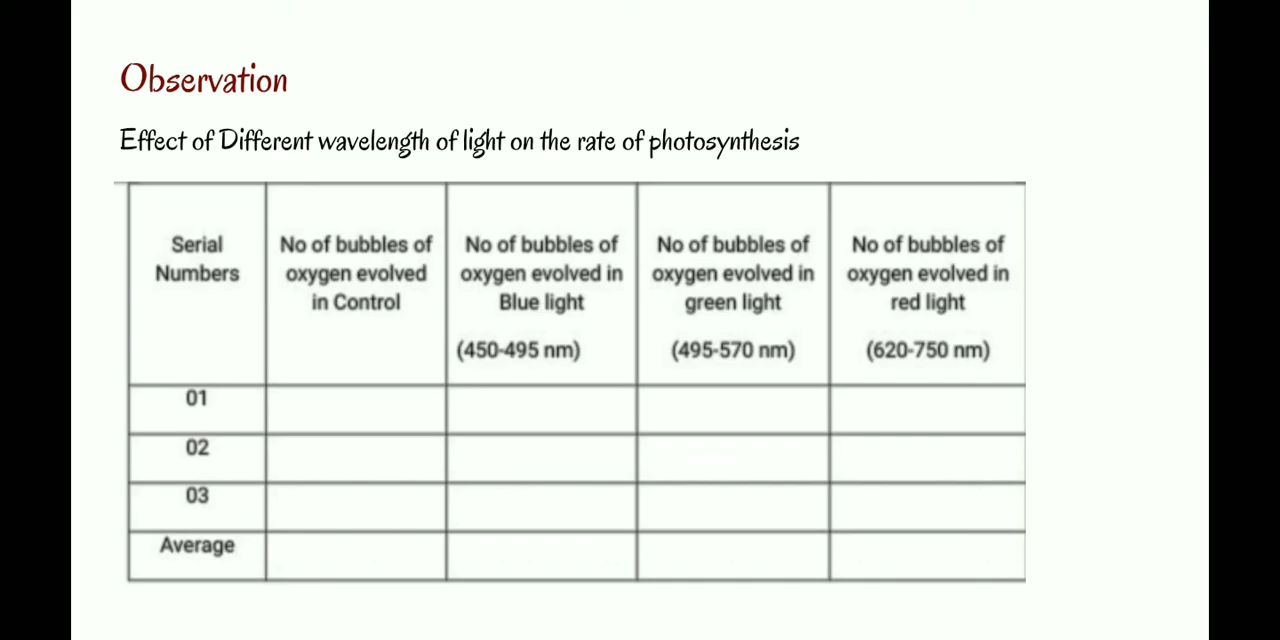 Observation
Effect of Different wavelength of light on the rate of photosynthesis
Serial
Numbers
No of bubbles of
oxygen evolved
in Control
No of bubbles of
oxygen evolved in
Blue light
(450-495 nm)
No of bubbles of
oxygen evolved in
green light
(495-570 nm)
No of bubbles of
oxygen evolved in
red light
(620-750 nm)
01
02
03
Average